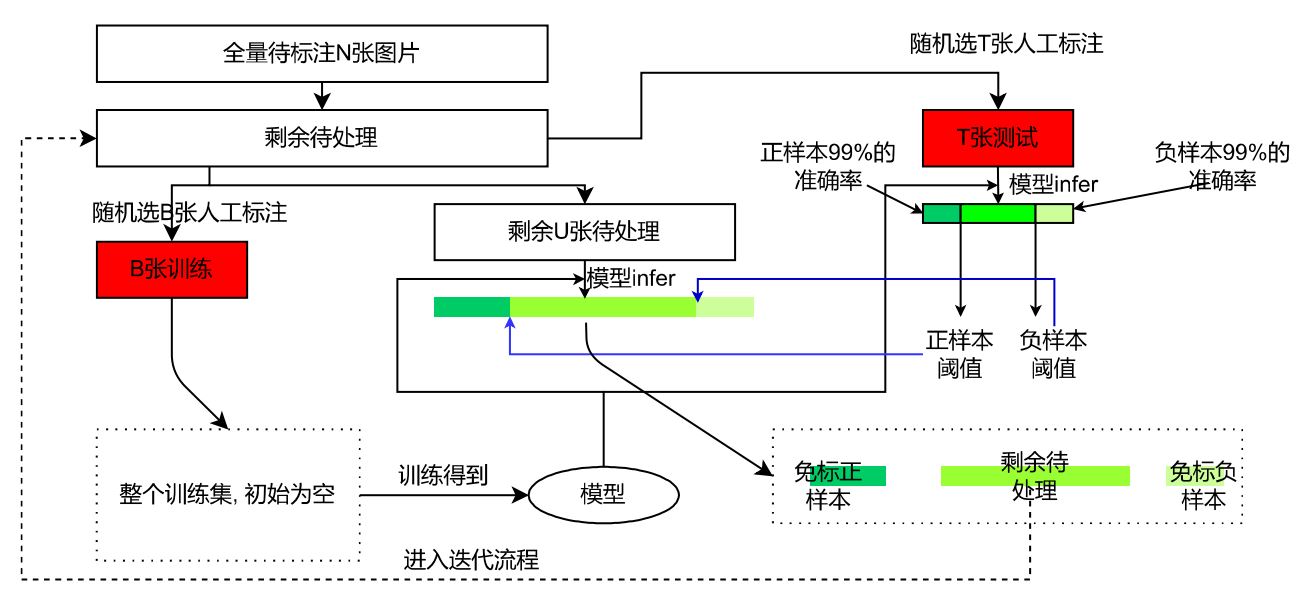 全量待标注N张图片
随机选T张人工标注
剩余待处理
T张测试
正样本99%的
准确率
负样本99%的
准确率
模型infer
随机选B张人工标注
剩余U张待处理
B张训练
模型infer
正样本
阈值
负样本
阈值
整个训练集, 初始为空
训练得到
模型
免标正
样本
剩余待
处理
免标负
样本
进入迭代流程